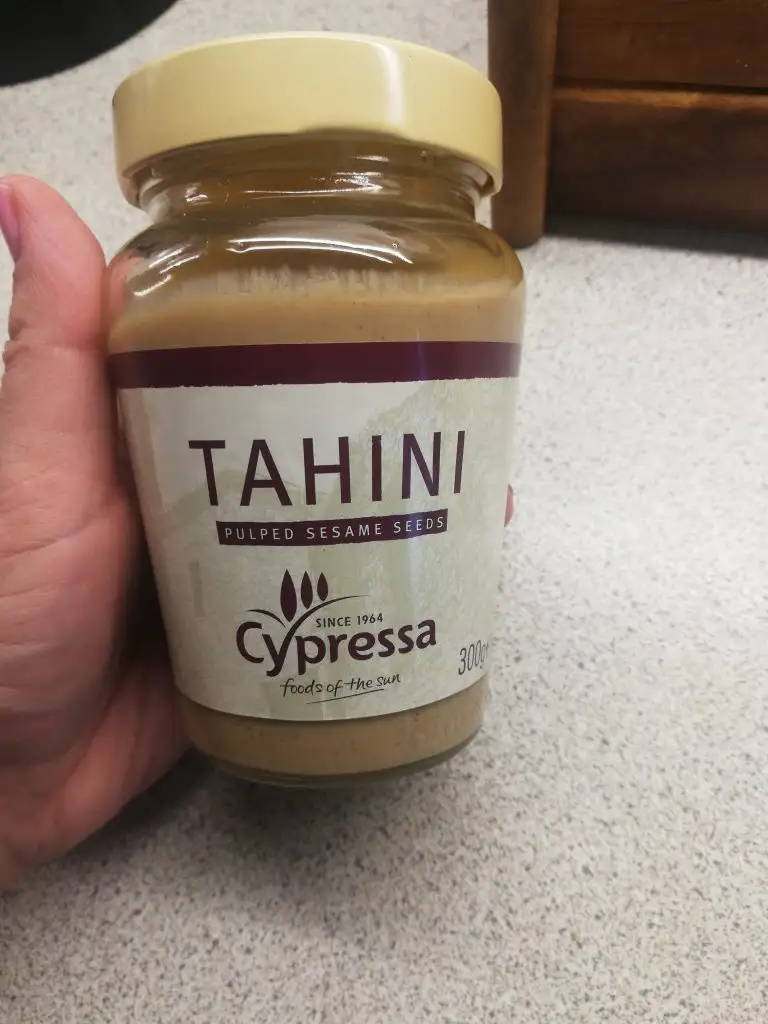 TAHINI
PULPED SESAME SEEDS
SINCE 1964
Cypressa
foods of the sun
300g